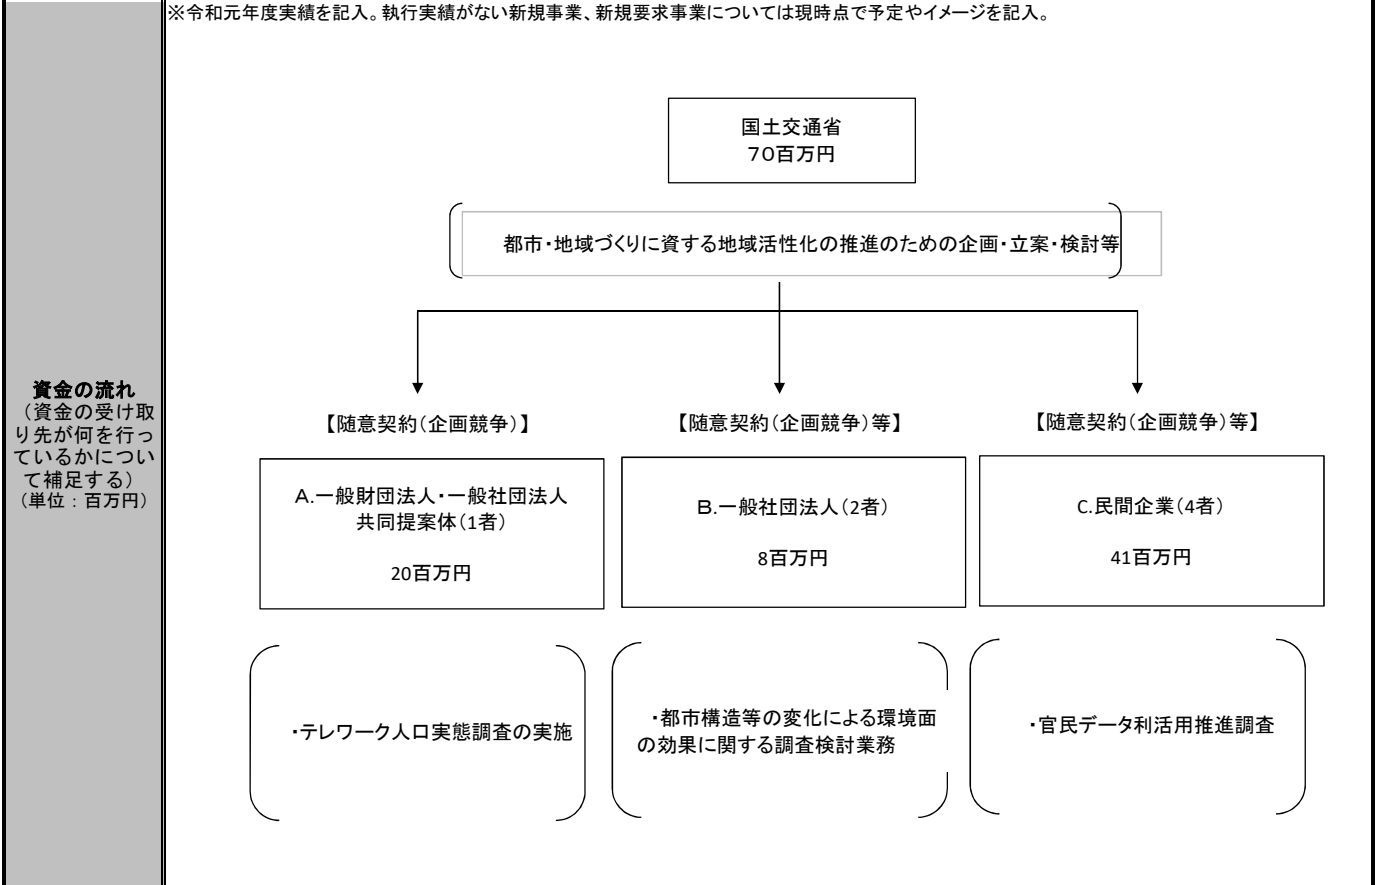 ※令和元年度実績を記入。執行実績がない新規事業、新規要求事業については現時点で予定やイメージを記入。
国土交通省
７０百万円
都市・地域づくりに資する地域活性化の推進のための企画・立案・検討等
資金の流れ
（資金の受け取
り先が何を行っ
ているかについ
て補足する）
（単位：百万円）
【随意契約（企画競争）】
【随意契約（企画競争）等】
【随意契約（企画競争）等】
A.一般財団法人・一般社団法人
共同提案体（1者）
20百万円
Ｂ.一般社団法人（2者）
8百万円
C.民間企業（4者）
41百万円
・テレワーク人口実態調査の実施
・都市構造等の変化による環境面
の効果に関する調査検討業務
・官民データ利活用推進調査